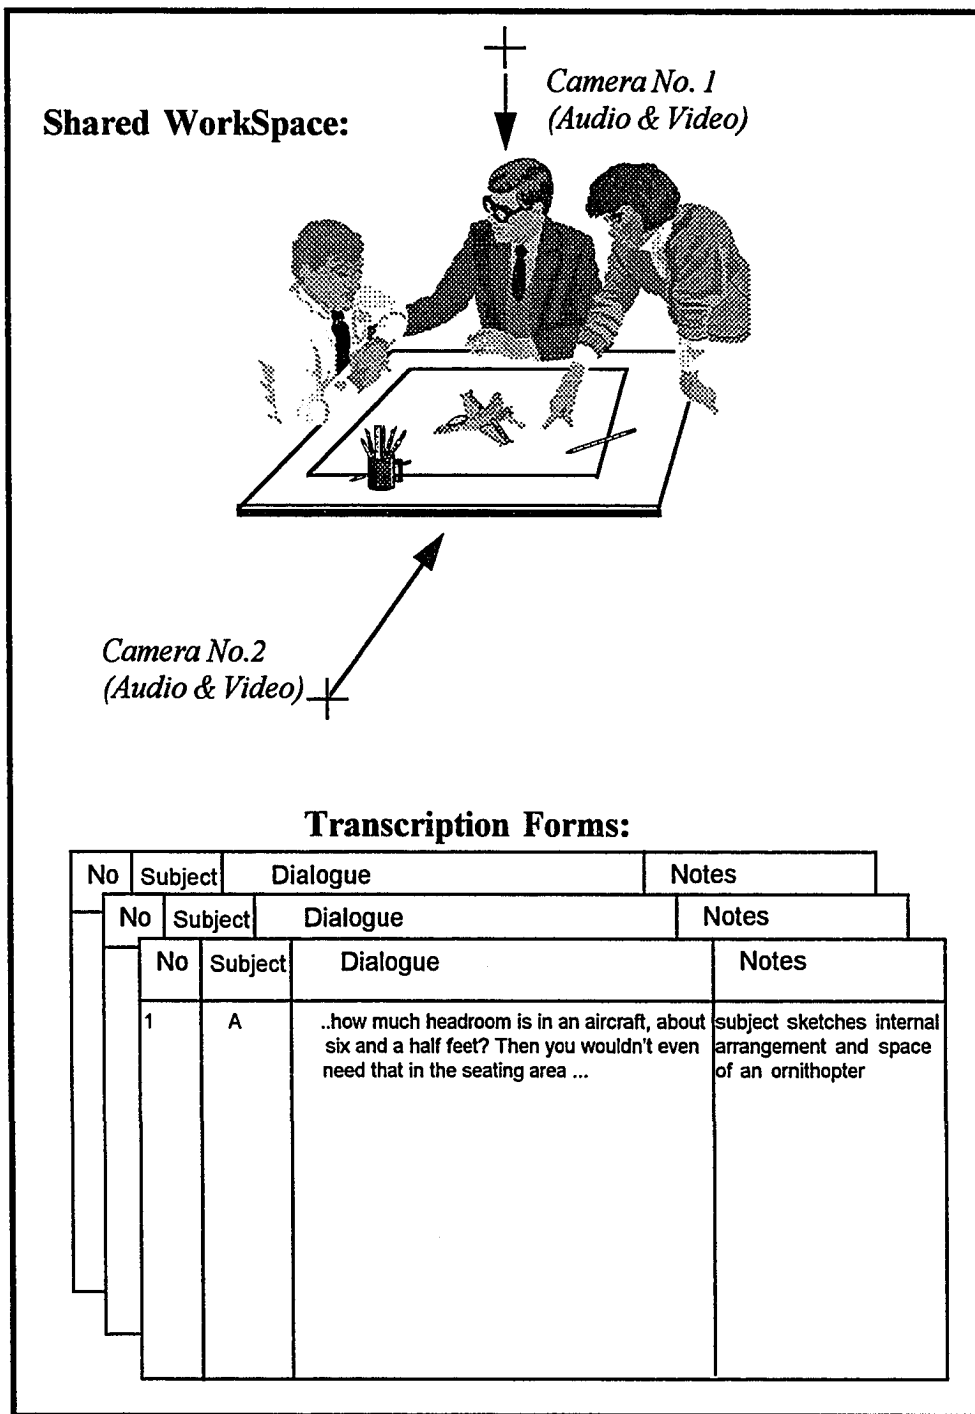 Camera No. 1
(Audio & Video)
Shared WorkSpace:
Camera No.2
(Audio & Video)
Transcription Forms:
No Subject Dialogue Notes
No Subject Dialogue Notes
No Subject Dialogue Notes
1 A ..how much headroom is in an aircraft, about subject sketches internal
six and a half feet? Then you wouldn't even arrangement and space
need that in the seating area ... of an ornithopter